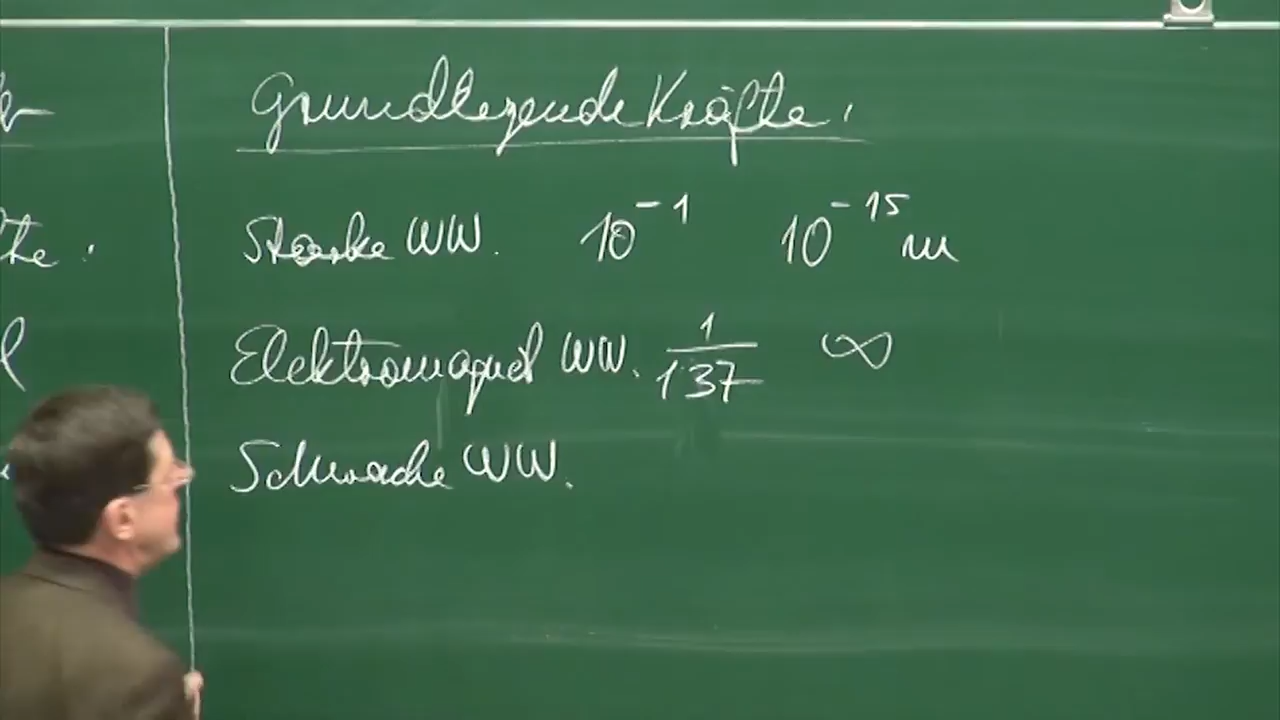 Grundlegende Kräfte:
Starke WW. 10⁻¹ 10⁻¹⁵ m
Elektromagnet WW. 1/137 ∞
Schwache WW.